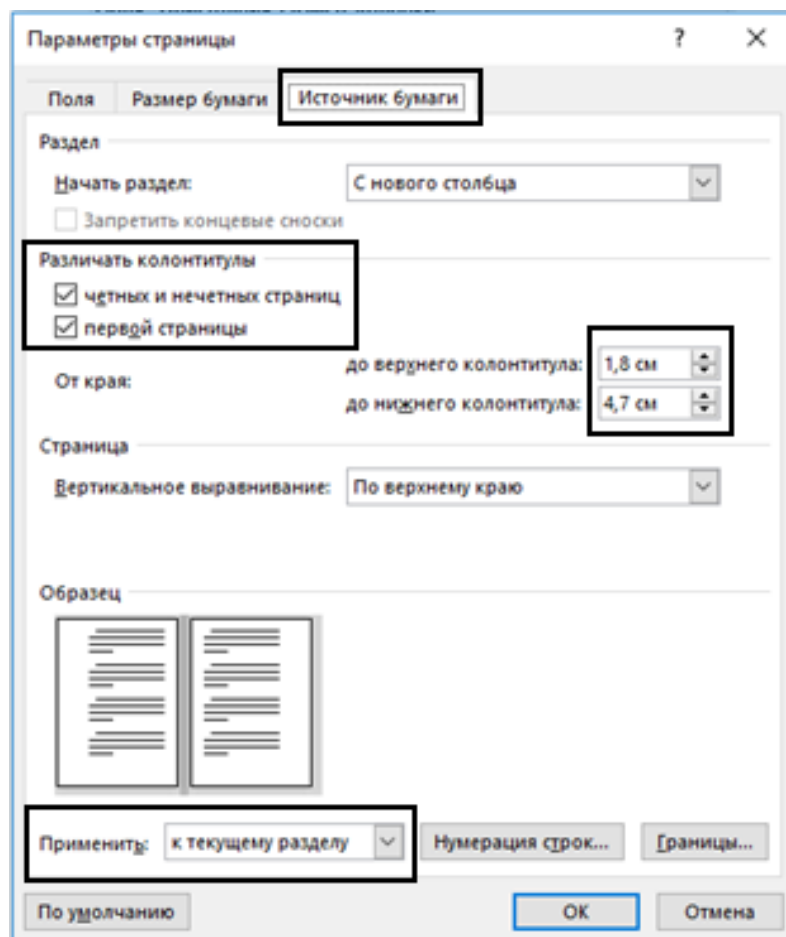 Параметры страницы ?
Поля Размер бумаги Источник бумаги
Раздел
Начать раздел: С нового столбца
Запретить концевые сноски
Различать колонтитулы
четных и нечетных страниц
первой страницы
От края:
до верхнего колонтитула: 1,8 см
до нижнего колонтитула: 4,7 см
Страница
Вертикальное выравнивание: По верхнему краю
Образец
Применить: к текущему разделу Нумерация строк... Границы...
По умолчанию ОК Отмена